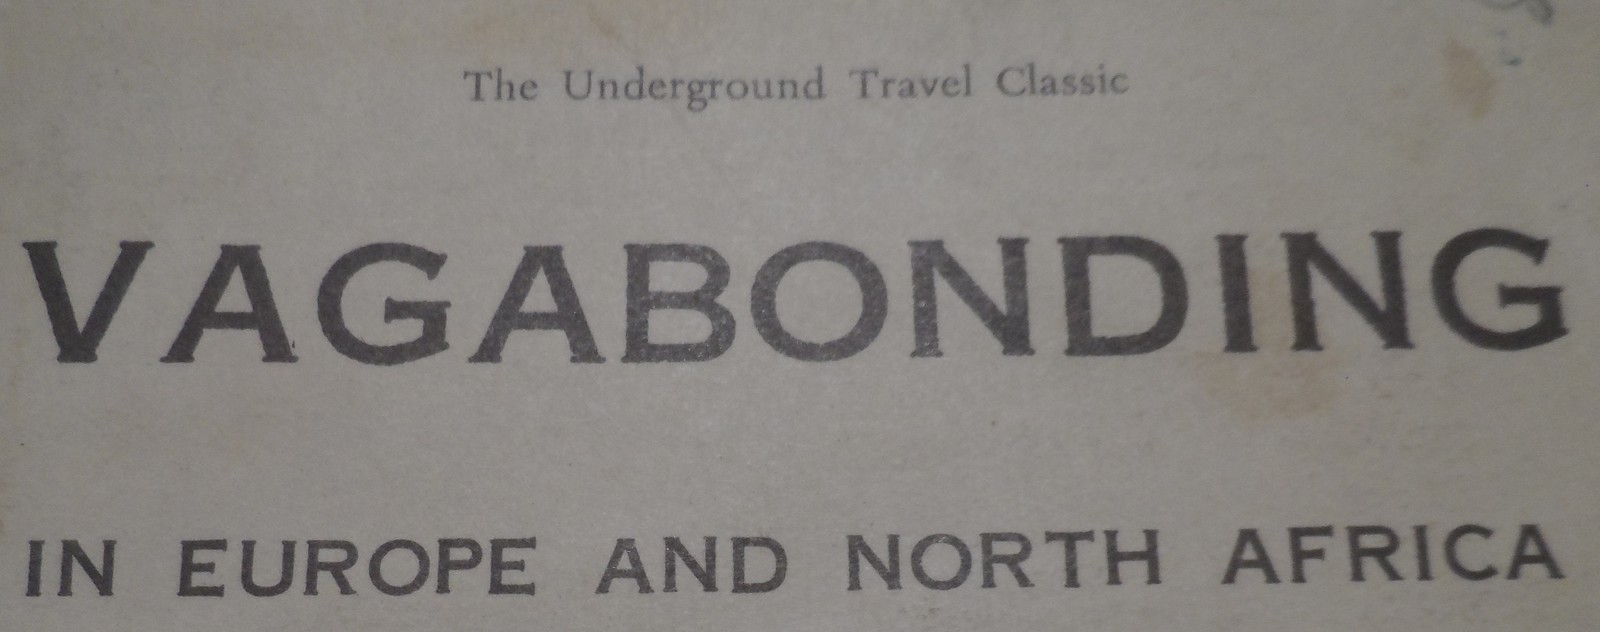 The Underground Travel Classic
VAGABONDING
IN EUROPE AND NORTH AFRICA